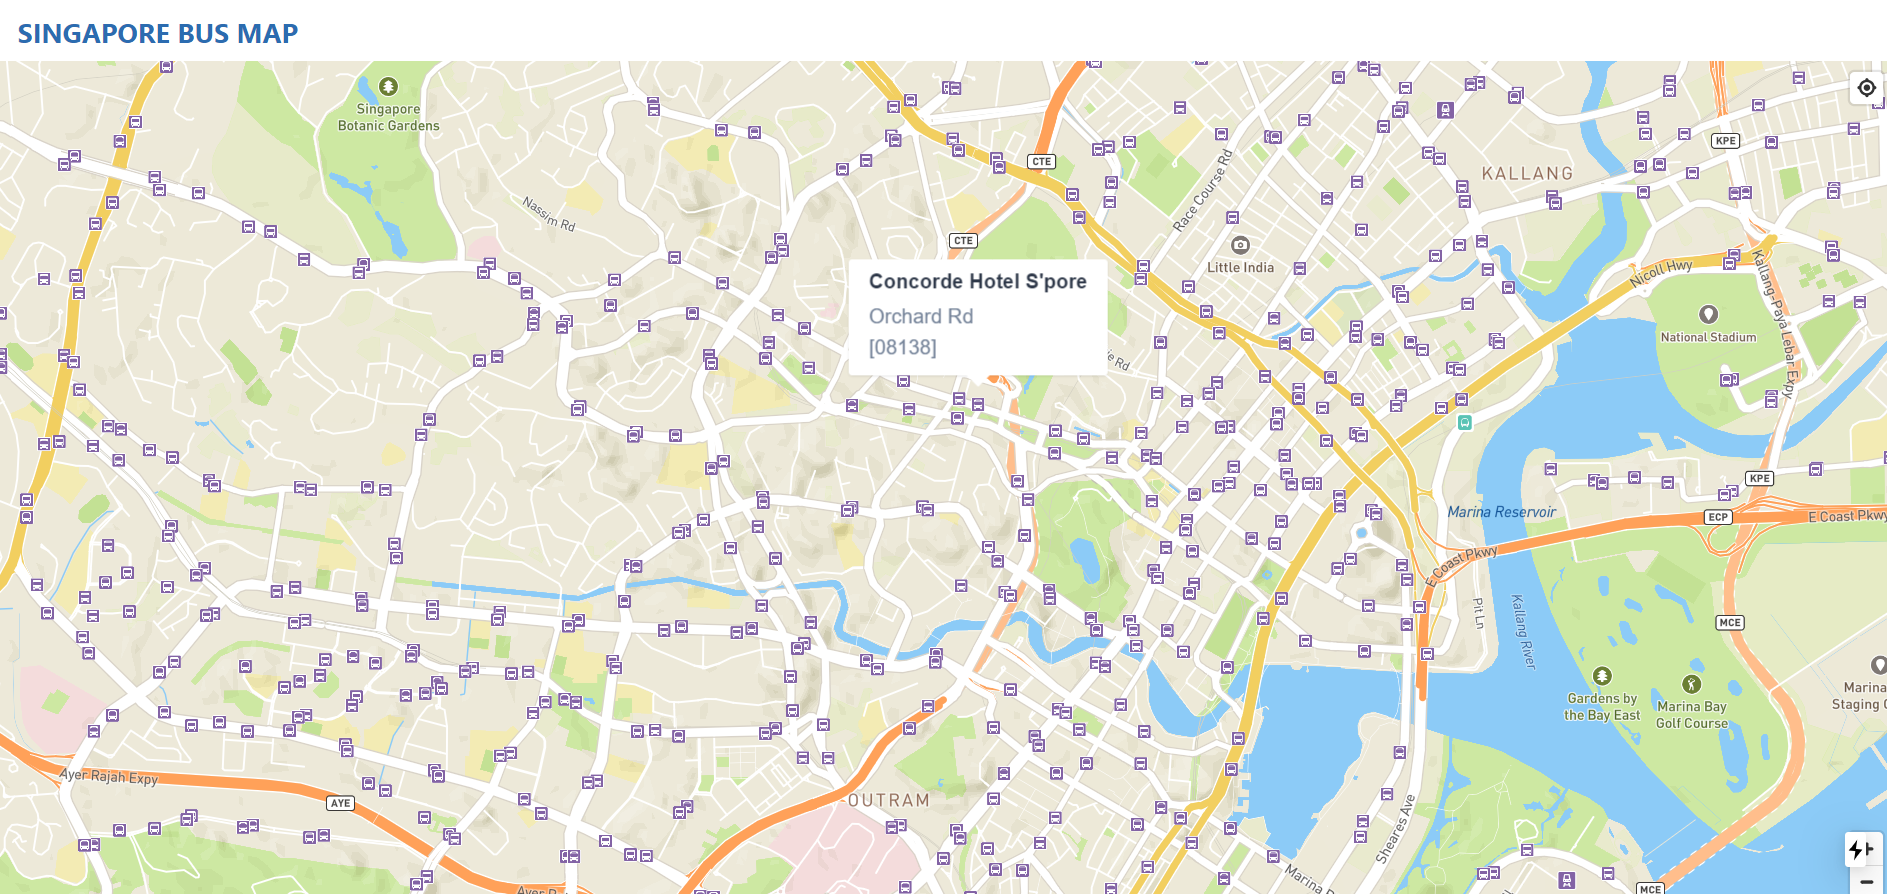 SINGAPORE BUS MAP
Singapore
Botanic Gardens
Nassim Rd
CTE
CTE
Race Course Rd
Little India
KALLANG
KPE
Nicoll Hwy
Kallang-Paya Lebar Expy
National Stadium
Concorde Hotel S'pore
Orchard Rd
[08138]
Rd
Marina Reservoir
KPE
ECP
E Coast Pkwy
E Coast Pkwy
Pit Ln
Kallang River
MCE
Gardens by
the Bay East
Marina Bay
Golf Course
Marina
Staging
Ayer Rajah Expy
AYE
OUTRAM
Sheares Ave
Marina
Ayer
MCE